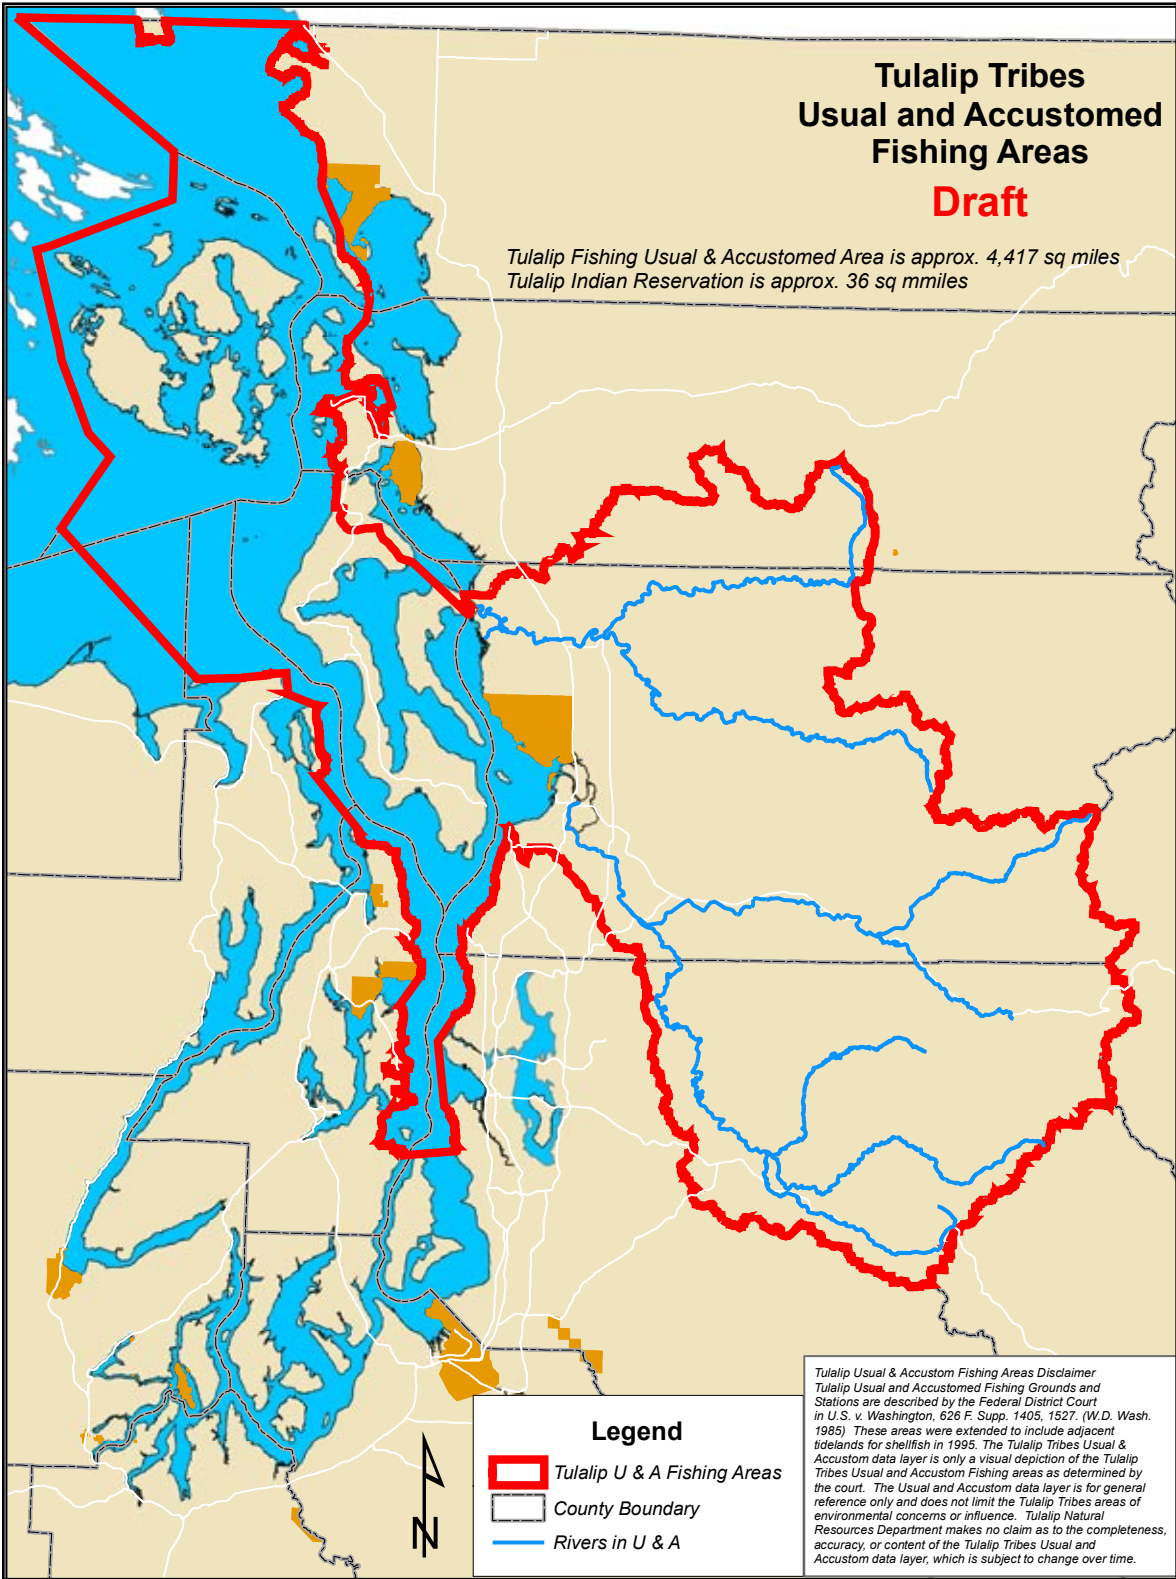 Tulalip Tribes
Usual and Accustomed
Fishing Areas
Draft
Tulalip Fishing Usual & Accustomed Area is approx. 4,417 sq miles
Tulalip Indian Reservation is approx. 36 sq mmiles
Legend
Tulalip U & A Fishing Areas
County Boundary
Rivers in U & A
N
Tulalip Usual & Accustom Fishing Areas Disclaimer
Tulalip Usual and Accustomed Fishing Grounds and
Stations are described by the Federal District Court
in U.S. v. Washington, 626 F. Supp. 1405, 1527. (W.D. Wash.
1985) These areas were extended to include adjacent
tidelands for shellfish in 1995. The Tulalip Tribes Usual &
Accustom data layer is only a visual depiction of the Tulalip
Tribes Usual and Accustom Fishing areas as determined by
the court. The Usual and Accustom data layer is for general
reference only and does not limit the Tulalip Tribes areas of
environmental concerns or influence. Tulalip Natural
Resources Department makes no claim as to the completeness,
accuracy, or content of the Tulalip Tribes Usual and
Accustom data layer, which is subject to change over time.